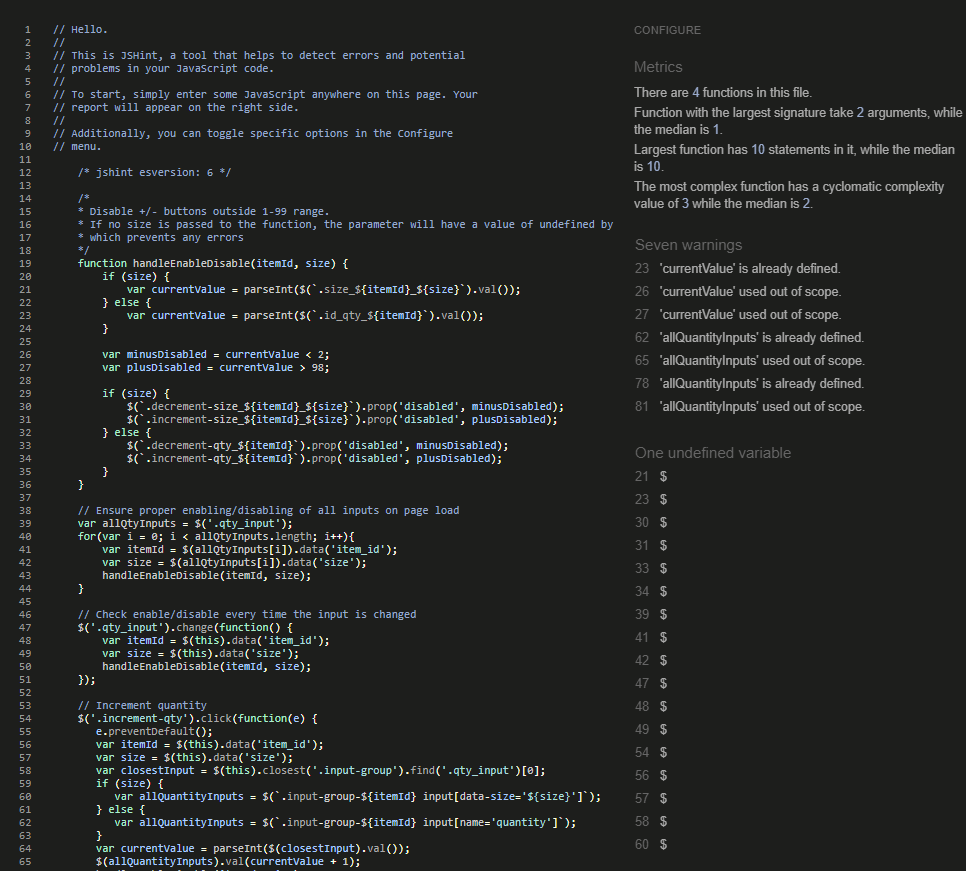 1 // Hello.
2 //
3 // This is JSHint, a tool that helps to detect errors and potential
4 // problems in your JavaScript code.
5 //
6 // To start, simply enter some JavaScript anywhere on this page. Your
7 // report will appear on the right side.
8 //
9 // Additionally, you can toggle specific options in the Configure
10 // menu.
11
12 /* jshint esversion: 6 */
13
14 /*
15 * Disable +/- buttons outside 1-99 range.
16 * If no size is passed to the function, the parameter will have a value of undefined by
17 * which prevents any errors
18 */
19 function handleEnableDisable(itemId, size) {
20 if (size) {
21 var currentValue = parseInt($(`.size_${itemId}_${size}`).val());
22 } else {
23 var currentValue = parseInt($(`.id_qty_${itemId}`).val());
24 }
25
26 var minusDisabled = currentValue < 2;
27 var plusDisabled = currentValue > 98;
28
29 if (size) {
30 $(`.decrement-size_${itemId}_${size}`).prop('disabled', minusDisabled);
31 $(`.increment-size_${itemId}_${size}`).prop('disabled', plusDisabled);
32 } else {
33 $(`.decrement-qty_${itemId}`).prop('disabled', minusDisabled);
34 $(`.increment-qty_${itemId}`).prop('disabled', plusDisabled);
35 }
36 }
37
38 // Ensure proper enabling/disabling of all inputs on page load
39 var allQtyInputs = $('.qty_input');
40 for(var i = 0; i < allQtyInputs.length; i++){
41 var itemId = $(allQtyInputs[i]).data('item_id');
42 var size = $(allQtyInputs[i]).data('size');
43 handleEnableDisable(itemId, size);
44 }
45
46 // Check enable/disable every time the input is changed
47 $('.qty_input').change(function() {
48 var itemId = $(this).data('item_id');
49 var size = $(this).data('size');
50 handleEnableDisable(itemId, size);
51 });
52
53 // Increment quantity
54 $('.increment-qty').click(function(e) {
55 e.preventDefault();
56 var itemId = $(this).data('item_id');
57 var size = $(this).data('size');
58 var closestInput = $(this).closest('.input-group').find('.qty_input')[0];
59 if (size) {
60 var allQuantityInputs = $(`.input-group-${itemId} input[data-size='${size}']`);
61 } else {
62 var allQuantityInputs = $(`.input-group-${itemId} input[name='quantity']`);
63 }
64 var currentValue = parseInt($(closestInput).val());
65 $(allQuantityInputs).val(currentValue + 1);
CONFIGURE
Metrics
There are 4 functions in this file.
Function with the largest signature take 2 arguments, while
the median is 1.
Largest function has 10 statements in it, while the median
is 10.
The most complex function has a cyclomatic complexity
value of 3 while the median is 2.
Seven warnings
23 'currentValue' is already defined.
26 'currentValue' used out of scope.
27 'currentValue' used out of scope.
62 'allQuantityInputs' is already defined.
65 'allQuantityInputs' used out of scope.
78 'allQuantityInputs' is already defined.
81 'allQuantityInputs' used out of scope.
One undefined variable
21 $
23 $
30 $
31 $
33 $
34 $
39 $
41 $
42 $
47 $
48 $
49 $
54 $
56 $
57 $
58 $
60 $